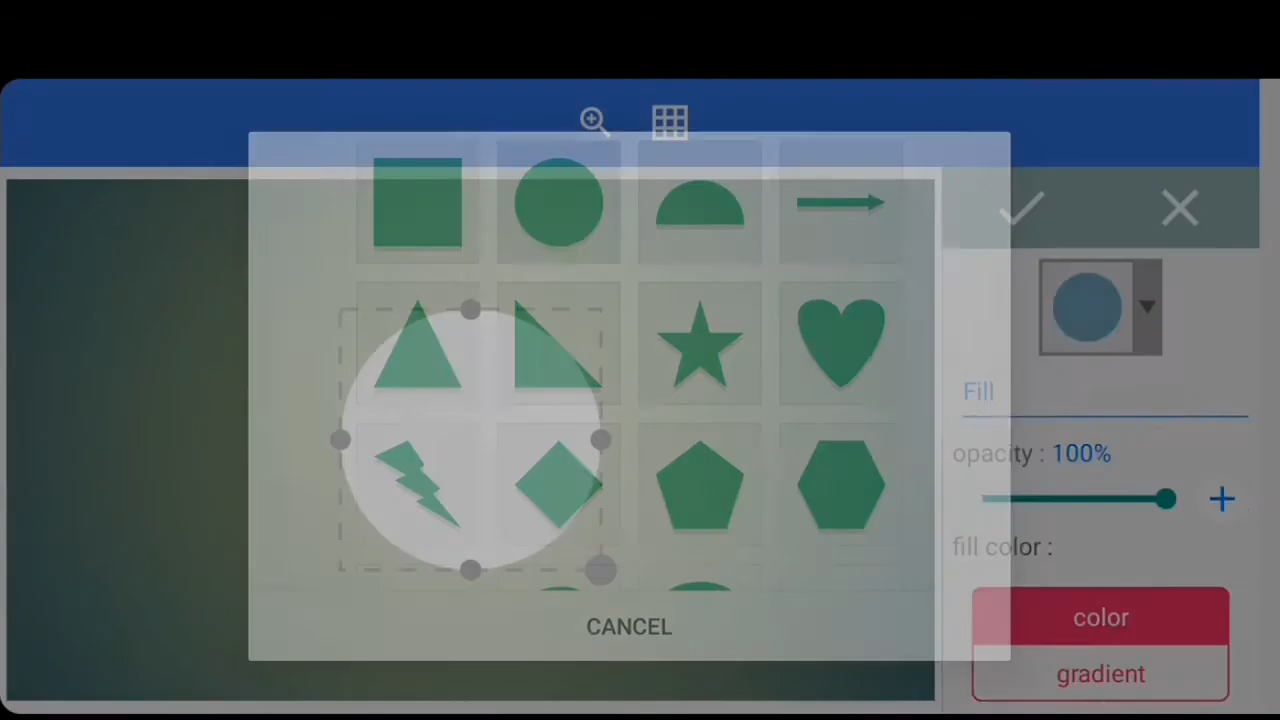 Fill
opacity : 100%
fill color :
color
CANCEL
gradient